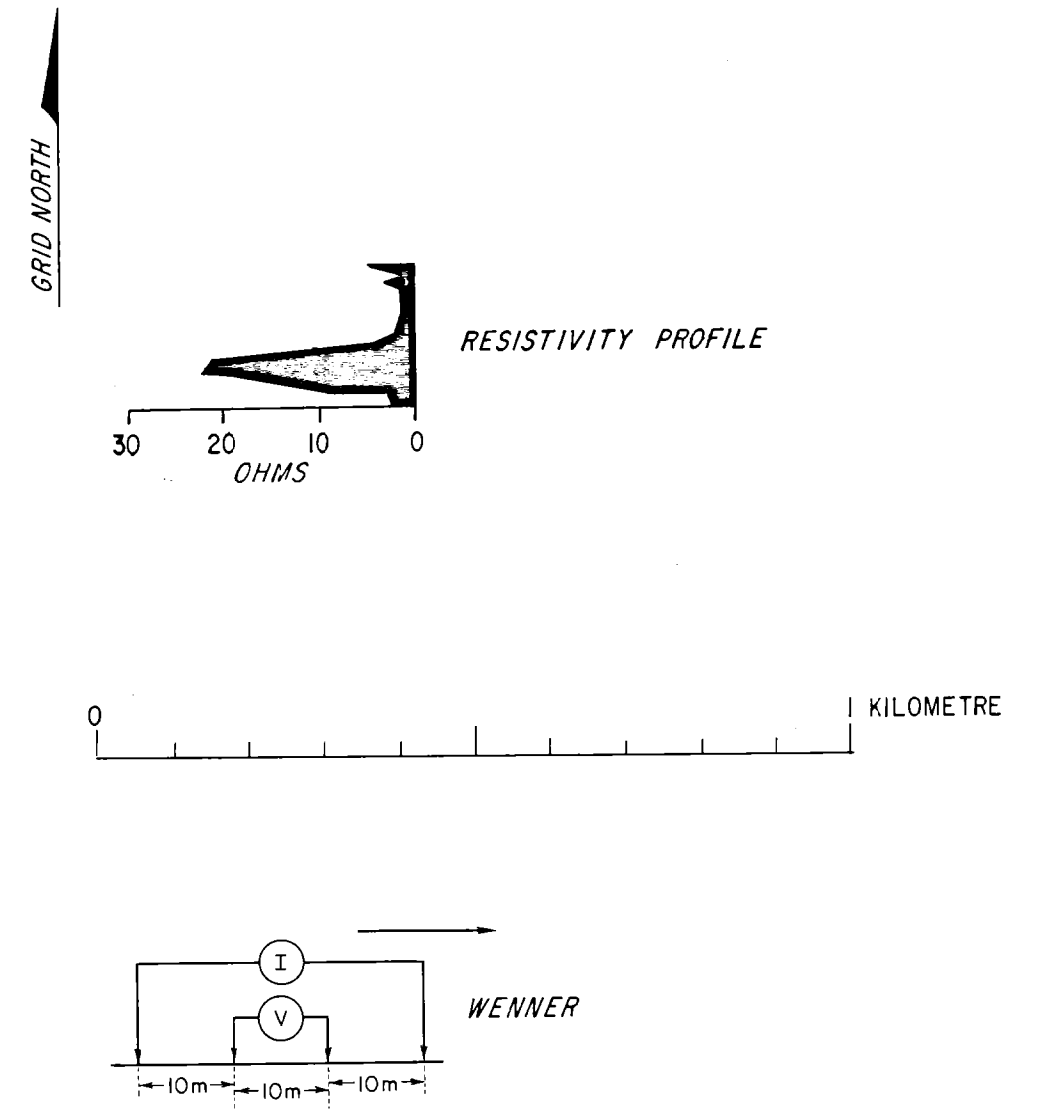 GRID NORTH
RESISTIVITY PROFILE
30 20 10 0
OHMS
0 1 KILOMETRE
I
V
WENNER
10m 10m 10m